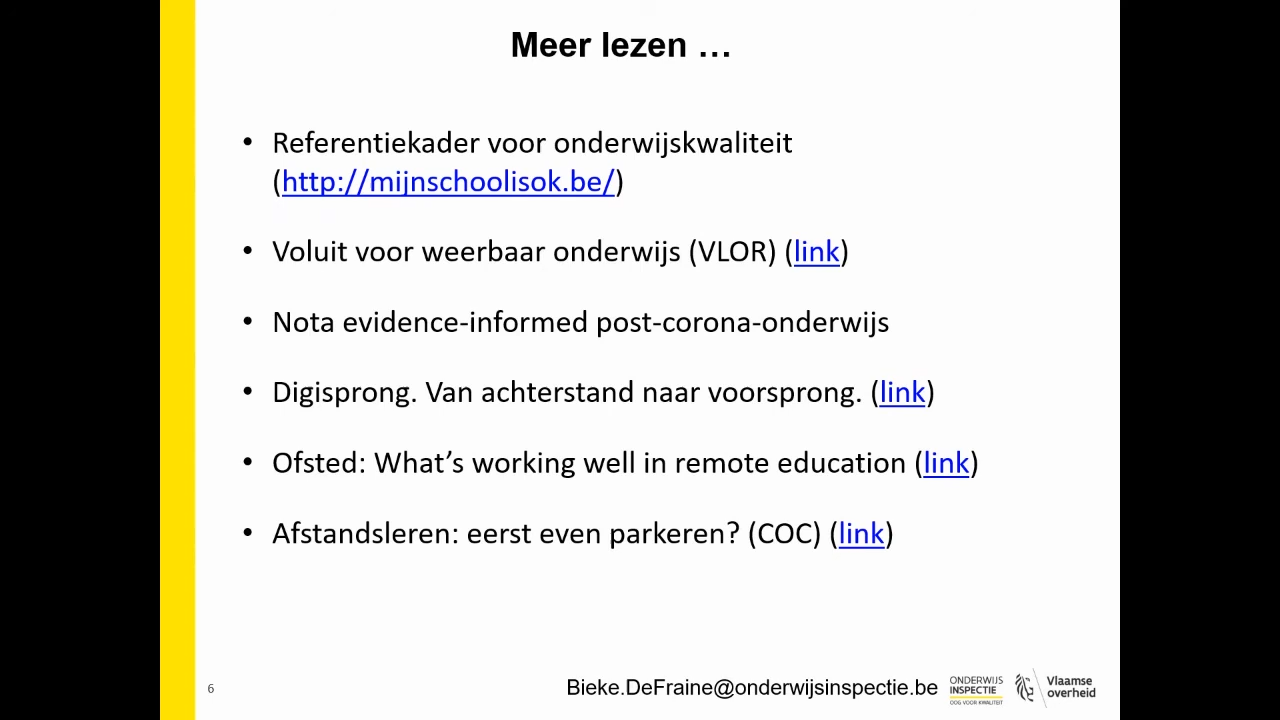 Meer lezen …
• Referentiekader voor onderwijskwaliteit
(http://mijnschoolisok.be/)
• Voluit voor weerbaar onderwijs (VLOR) (link)
• Nota evidence-informed post-corona-onderwijs
• Digisprong. Van achterstand naar voorsprong. (link)
• Ofsted: What’s working well in remote education (link)
• Afstandsleren: eerst even parkeren? (COC) (link)
6
Bieke.DeFraine@onderwijsinspectie.be
ONDERWIJS
INSPECTIE
OOG VOOR KWALITEIT
Vlaamse
overheid